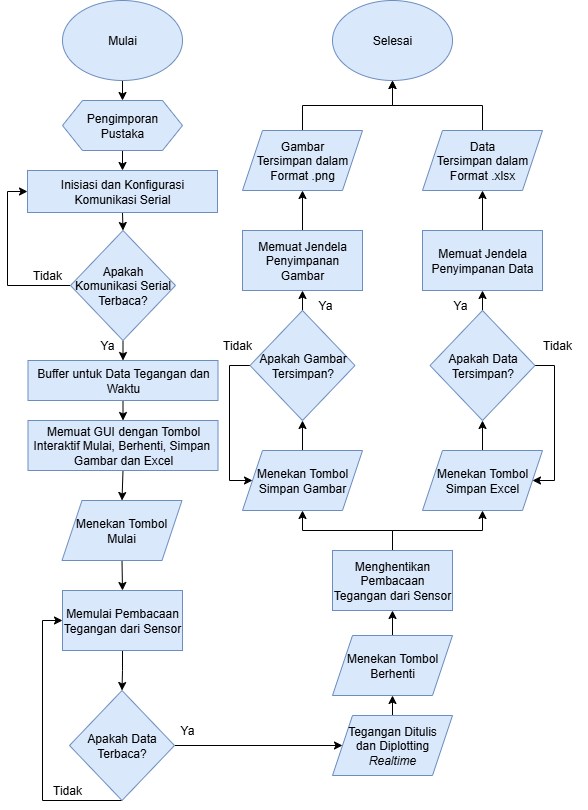 Mulai
Pengimporan
Pustaka
Inisiasi dan Konfigurasi
Komunikasi Serial
Tidak
Apakah
Komunikasi Serial
Terbaca?
Ya
Buffer untuk Data Tegangan dan
Waktu
Memuat GUI dengan Tombol
Interaktif Mulai, Berhenti, Simpan
Gambar dan Excel
Menekan Tombol
Mulai
Memulai Pembacaan
Tegangan dari Sensor
Apakah Data
Terbaca?
Tidak
Ya
Tegangan Ditulis
dan Diplotting
Realtime
Menekan Tombol
Berhenti
Menghentikan
Pembacaan
Tegangan dari Sensor
Menekan Tombol
Simpan Gambar
Tidak
Apakah Gambar
Tersimpan?
Ya
Memuat Jendela
Penyimpanan
Gambar
Gambar
Tersimpan dalam
Format .png
Menekan Tombol
Simpan Excel
Tidak
Apakah Data
Tersimpan?
Ya
Memuat Jendela
Penyimpanan Data
Data
Tersimpan dalam
Format .xlsx
Selesai